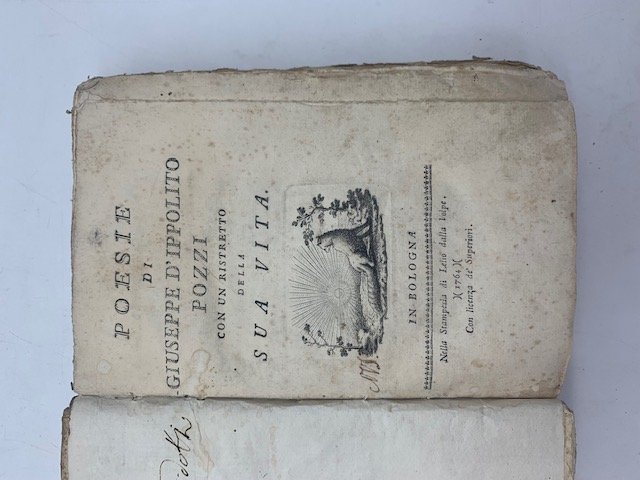 POESIE
DI
GIUSEPPE D'IPPOLITO
POZZI
CON UN RISTRETTO
DELLA
SUA VITA.
IN BOLOGNA
Nella Stamperia di Lelio dalla Volpe.
)( 1764 )(
Con licenza de' Superiori.